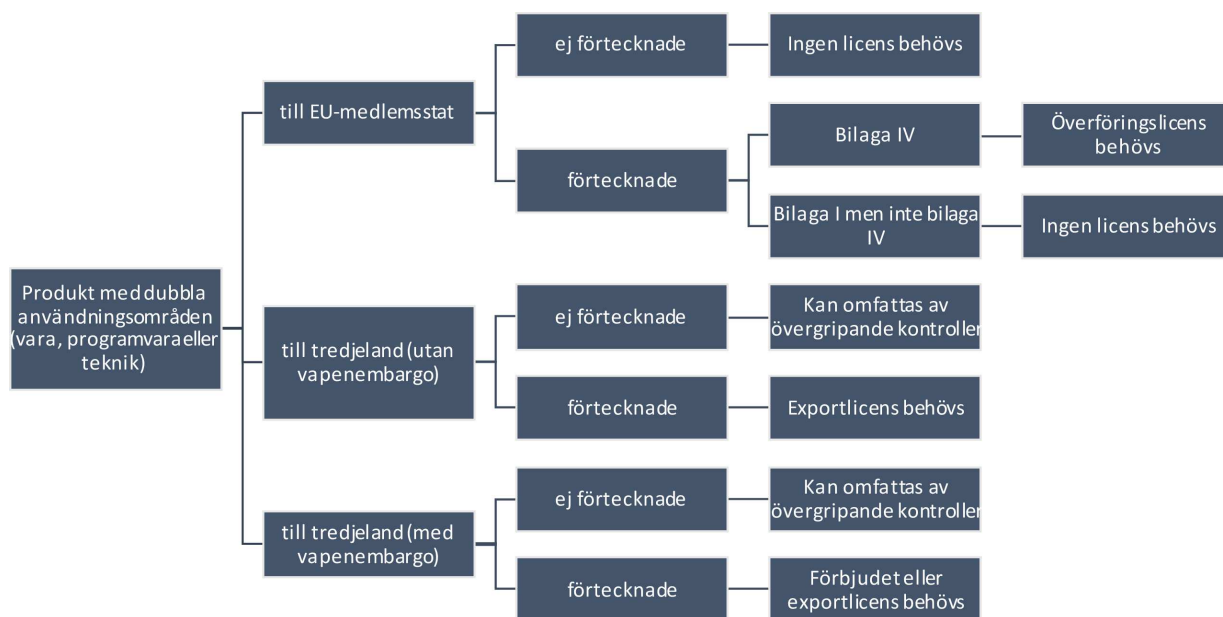 Produkt med dubbla
användningsområden
(vara, programvara eller
teknik)
till EU-medlemsstat
ej förtecknade
Ingen licens behövs
förtecknade
Bilaga IV
Överföringslicens
behövs
Bilaga I men inte bilaga
IV
Ingen licens behövs
till tredjeland (utan
vapenembargo)
ej förtecknade
Kan omfattas av
övergripande kontroller
förtecknade
Exportlicens behövs
till tredjeland (med
vapenembargo)
ej förtecknade
Kan omfattas av
övergripande kontroller
förtecknade
Förbjudet eller
exportlicens behövs